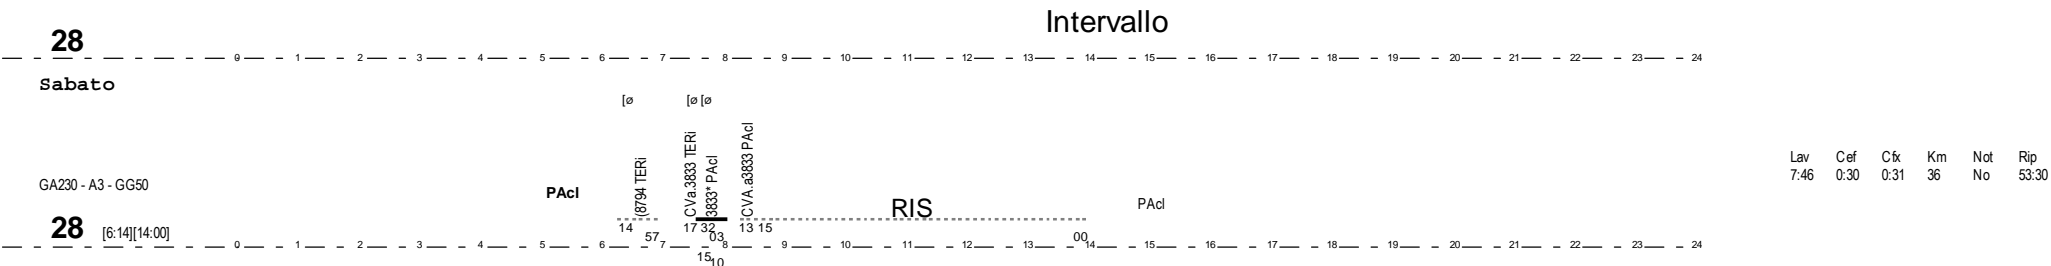 Intervallo
28
0 1 2 3 4 5 6 7 8 9 10 11 12 13 14 15 16 17 18 19 20 21 22 23 24
Sabato
[ø [ø [ø
(8794 TERi
CVa.3833 TERi
3833* PAcl
CVA.a3833 PAcl
Lav Cef Cfx Km Not Rip
7:46 0:30 0:31 36 No 53:30
GA230 - A3 - GG50
PAcl
RIS
PAcl
28 [6:14][14:00]
14 57 17 32 03 13 15 00
0 1 2 3 4 5 6 7 8 9 10 11 12 13 14 15 16 17 18 19 20 21 22 23 24
15 10